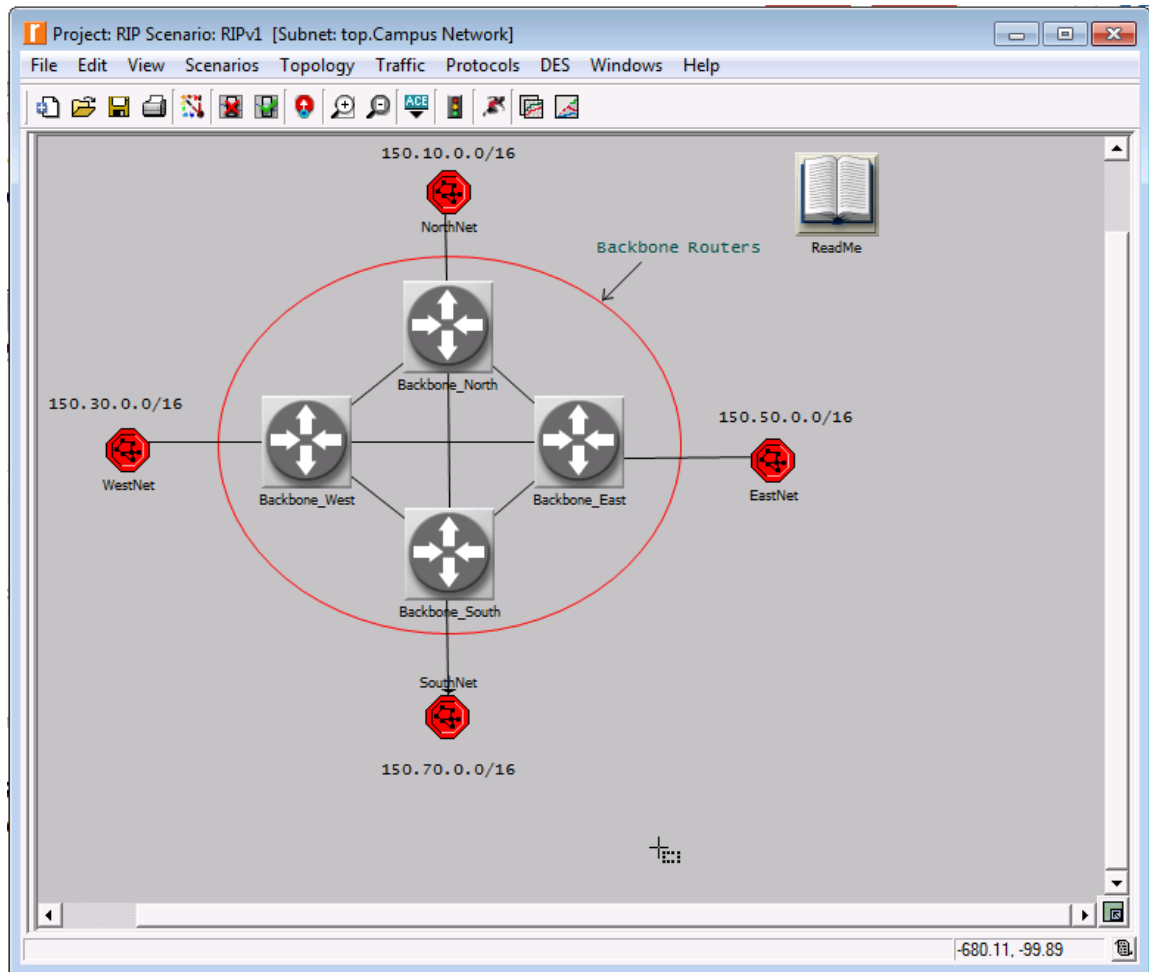 Project: RIP Scenario: RIPv1 [Subnet: top.Campus Network]
File Edit View Scenarios Topology Traffic Protocols DES Windows Help
ACE
150.10.0.0/16
NorthNet
Backbone Routers
ReadMe
Backbone_North
150.30.0.0/16
150.50.0.0/16
WestNet
Backbone_West
Backbone_East
EastNet
Backbone_South
SouthNet
150.70.0.0/16
-680.11, -99.89